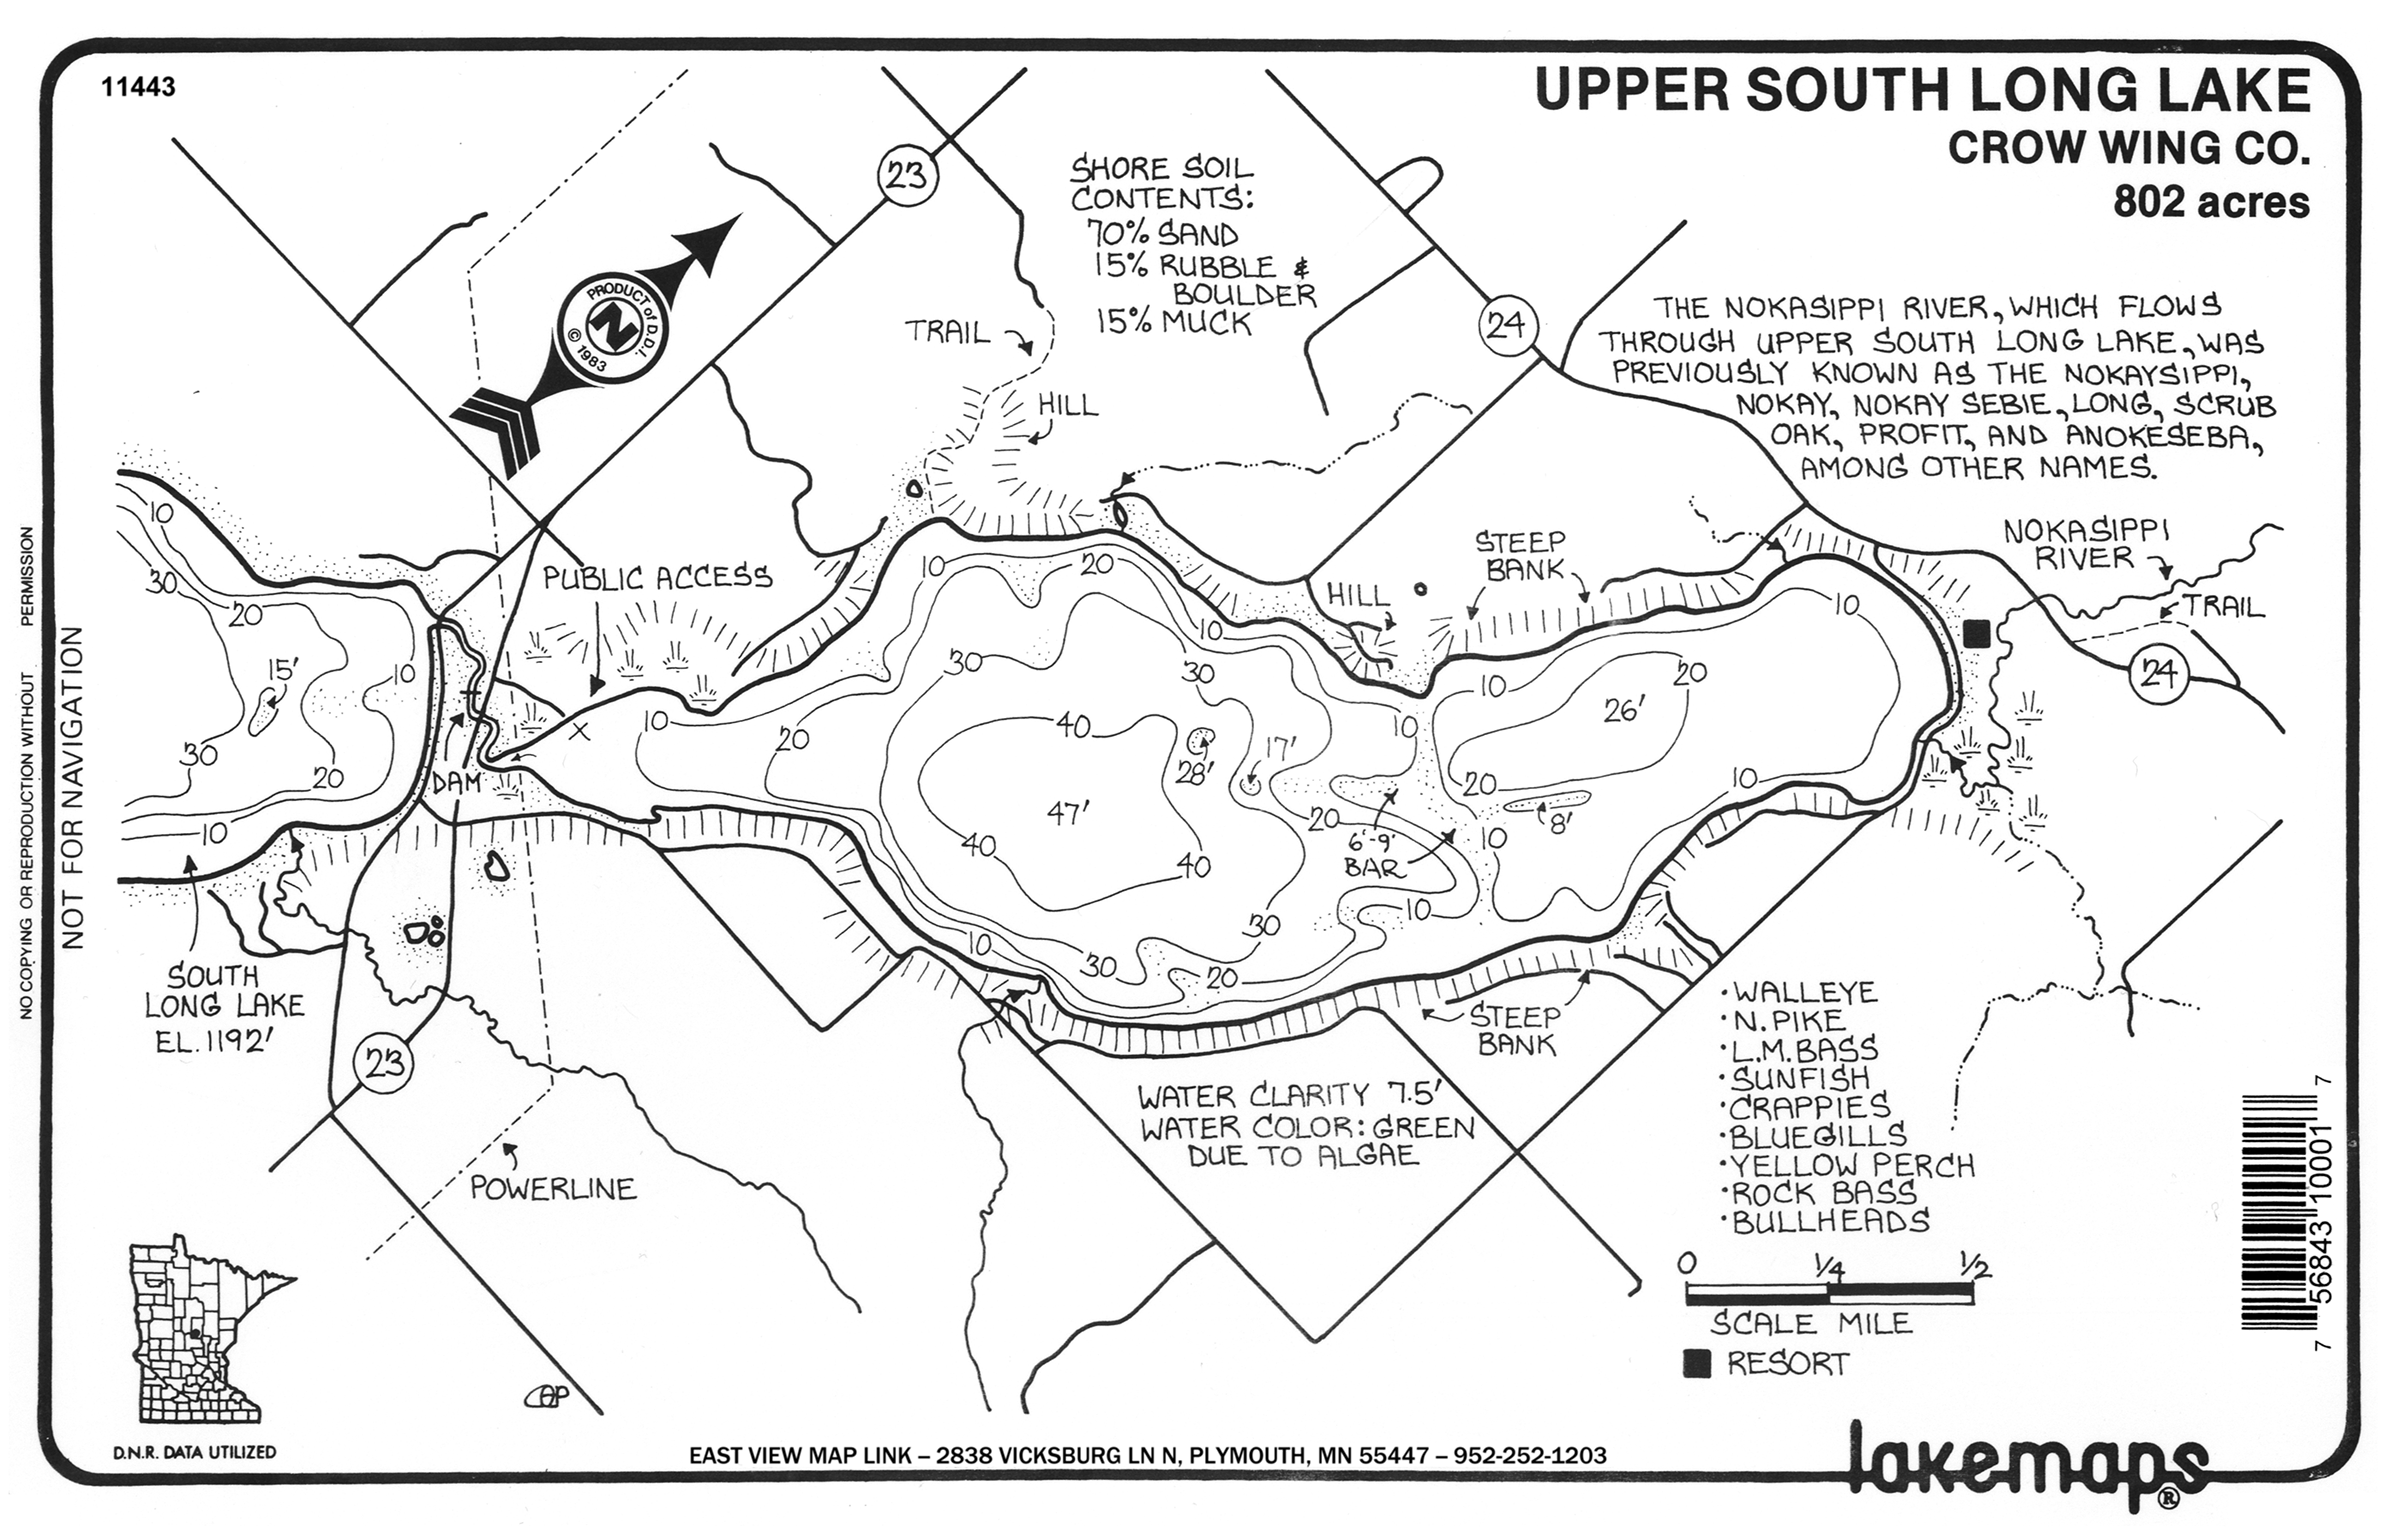 11443
UPPER SOUTH LONG LAKE
CROW WING CO.
802 acres
23
SHORE SOIL
CONTENTS:
70% SAND
15% RUBBLE &
BOULDER
15% MUCK
PRODUCT of D.D.I.
N
© 1983
TRAIL
HILL
24
THE NOKASIPPI RIVER, WHICH FLOWS
THROUGH UPPER SOUTH LONG LAKE, WAS
PREVIOUSLY KNOWN AS THE NOKAYSIPPI,
NOKAY, NOKAY SEBIE, LONG, SCRUB
OAK, PROFIT, AND ANOKESEBA,
AMONG OTHER NAMES.
NOKASIPPI
RIVER
TRAIL
24
STEEP
BANK
HILL
PUBLIC ACCESS
10
30
20
15'
10
30
20
10
DAM
X
10
20
10
20
30
10
30
40
28'
17'
47'
40
40
20
6'-9'
BAR
10
10
10
20
26'
20
8'
10
10
10
10
30
30
20
10
SOUTH
LONG LAKE
EL. 1192'
23
POWERLINE
STEEP
BANK
WATER CLARITY 7.5'
WATER COLOR: GREEN
DUE TO ALGAE
•WALLEYE
•N. PIKE
•L.M. BASS
•SUNFISH
•CRAPPIES
•BLUEGILLS
•YELLOW PERCH
•ROCK BASS
•BULLHEADS
0 1/4 1/2
SCALE MILE
RESORT
7 56843 10001 7
NO COPYING OR REPRODUCTION WITHOUT PERMISSION
NOT FOR NAVIGATION
CAP
D.N.R. DATA UTILIZED
EAST VIEW MAP LINK – 2838 VICKSBURG LN N, PLYMOUTH, MN 55447 – 952-252-1203
lakemaps®